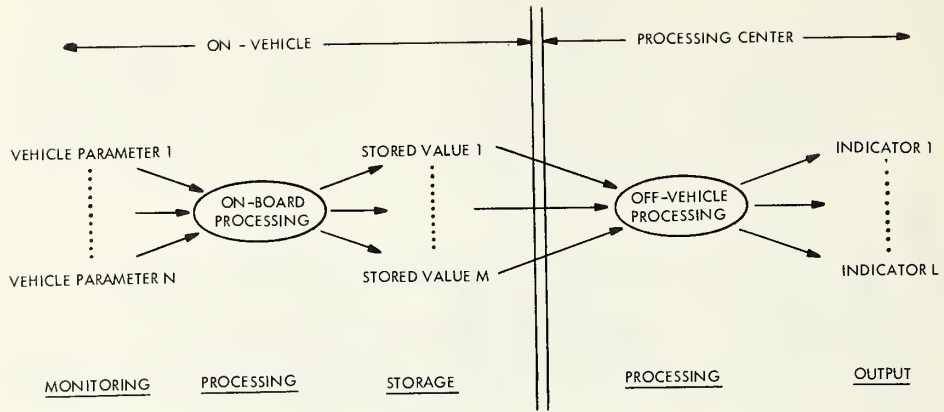 ON - VEHICLE
PROCESSING CENTER
VEHICLE PARAMETER 1
STORED VALUE 1
INDICATOR 1
ON-BOARD
PROCESSING
OFF-VEHICLE
PROCESSING
VEHICLE PARAMETER N
STORED VALUE M
INDICATOR L
MONITORING
PROCESSING
STORAGE
PROCESSING
OUTPUT